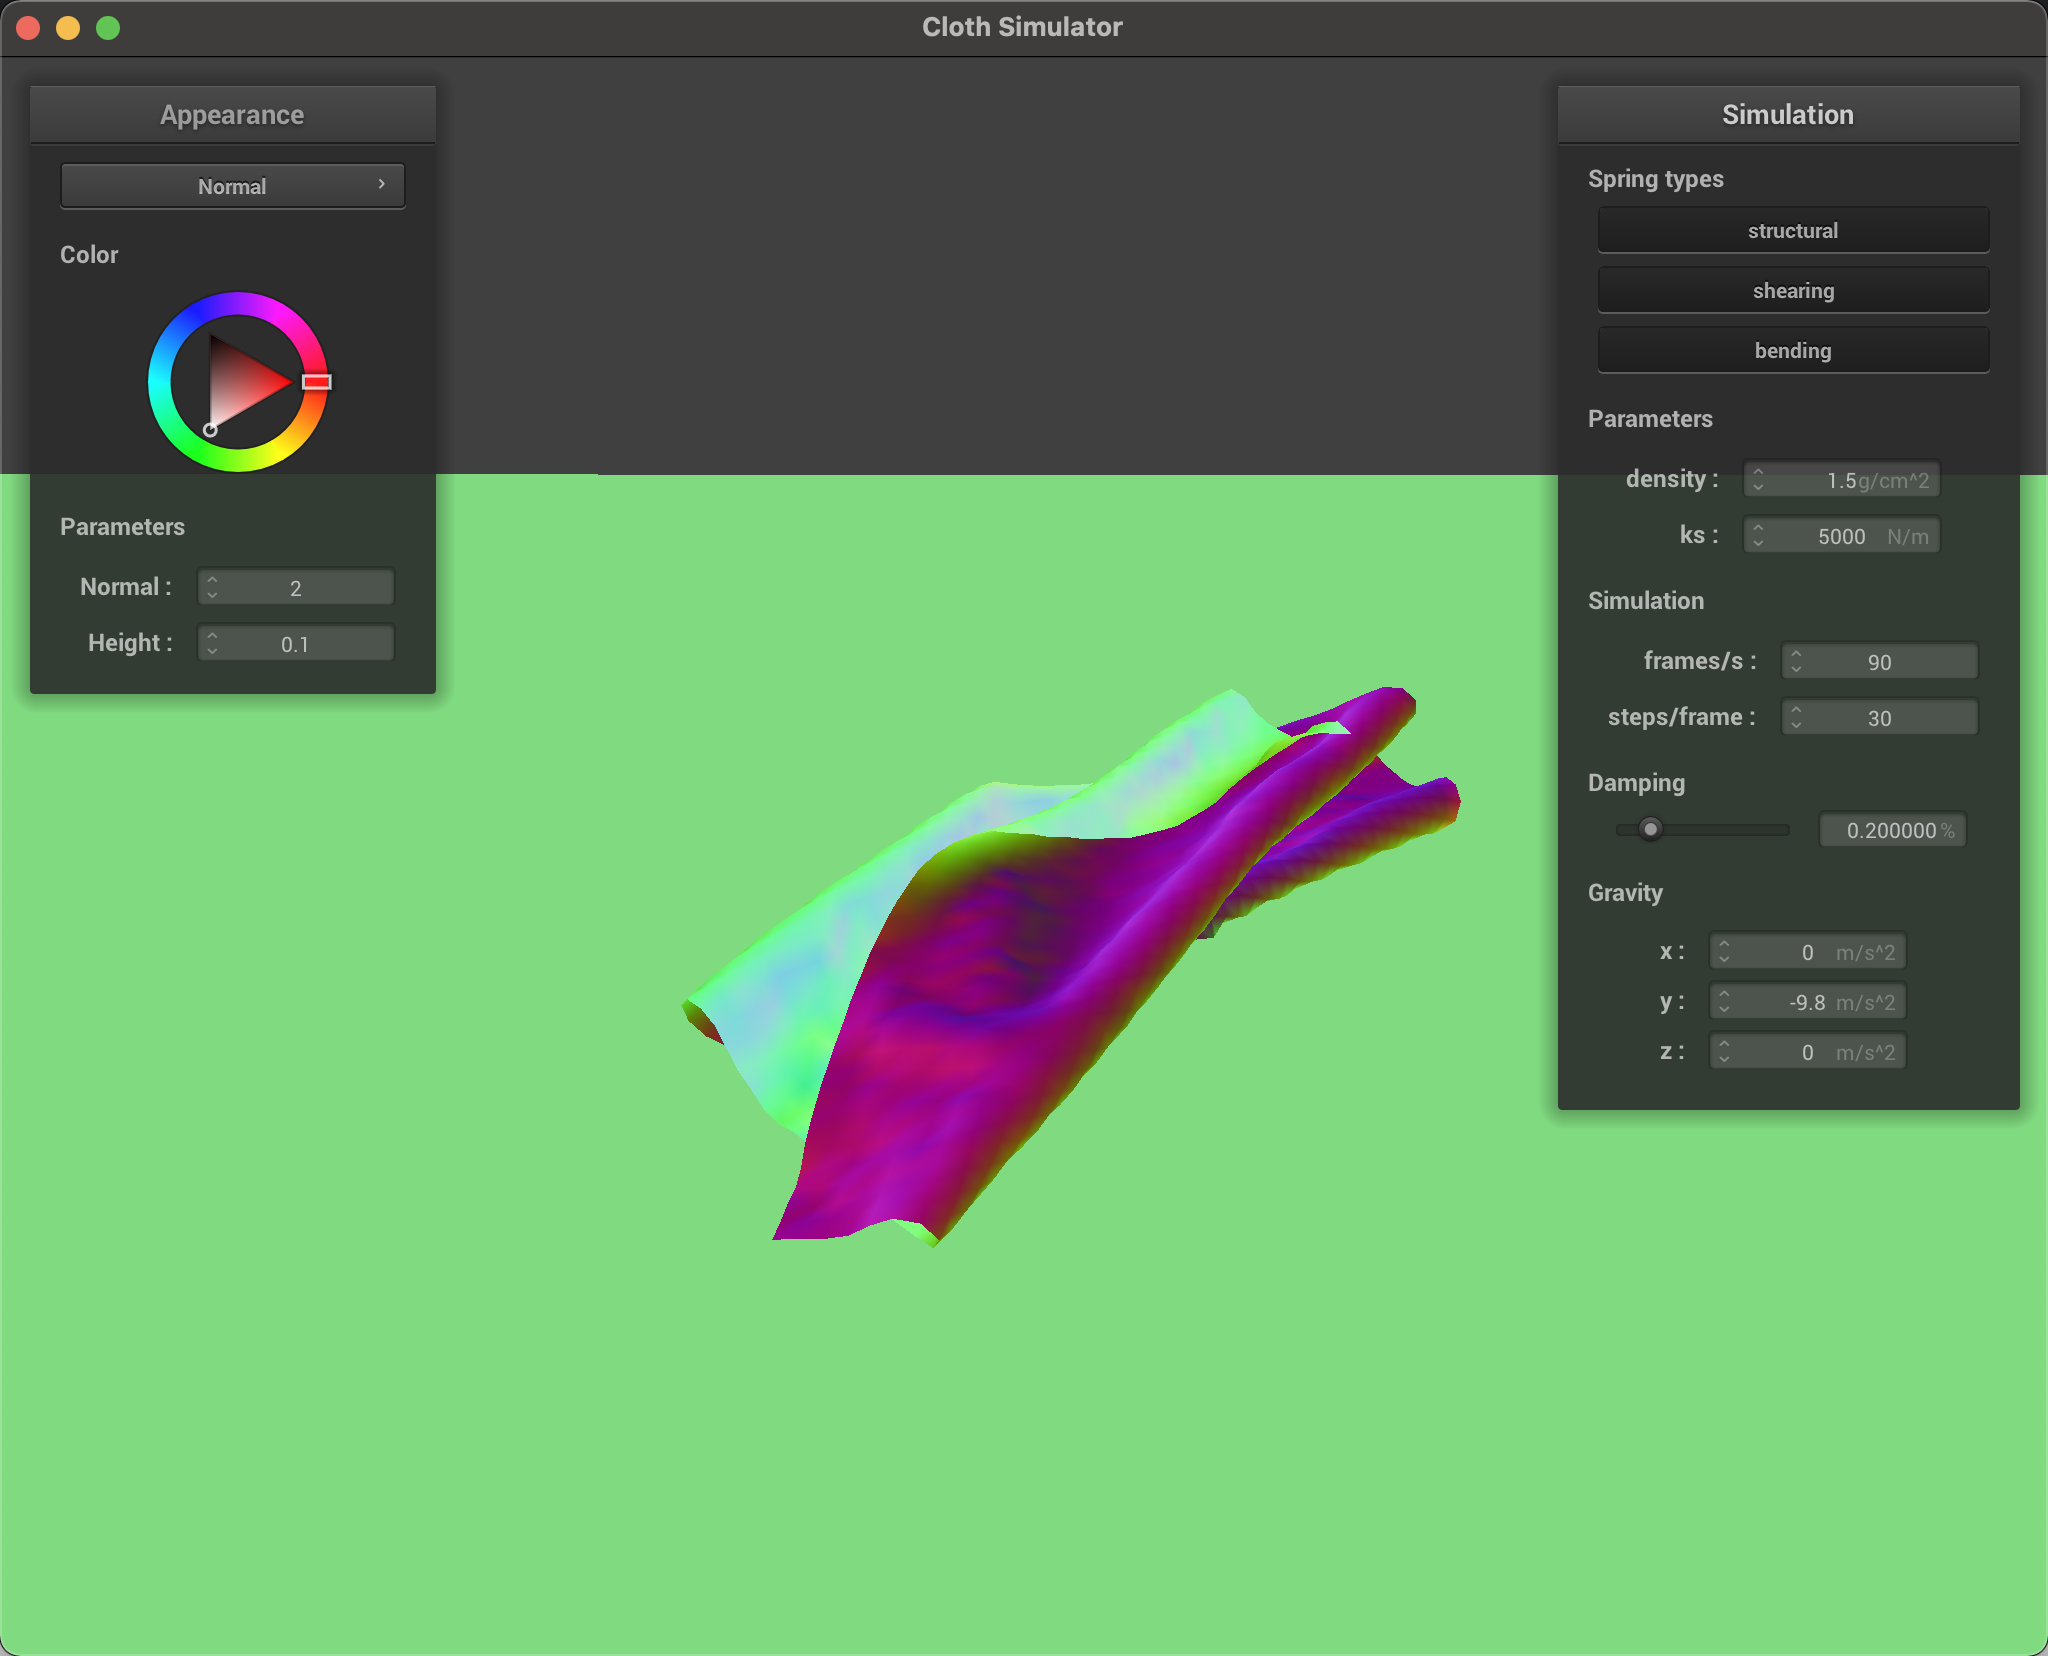 Cloth Simulator
Appearance
Normal
Color
Parameters
Normal : 2
Height : 0.1
Simulation
Spring types
structural
shearing
bending
Parameters
density : 1.5 g/cm^2
ks : 5000 N/m
Simulation
frames/s : 90
steps/frame : 30
Damping
0.200000 %
Gravity
x : 0 m/s^2
y : -9.8 m/s^2
z : 0 m/s^2